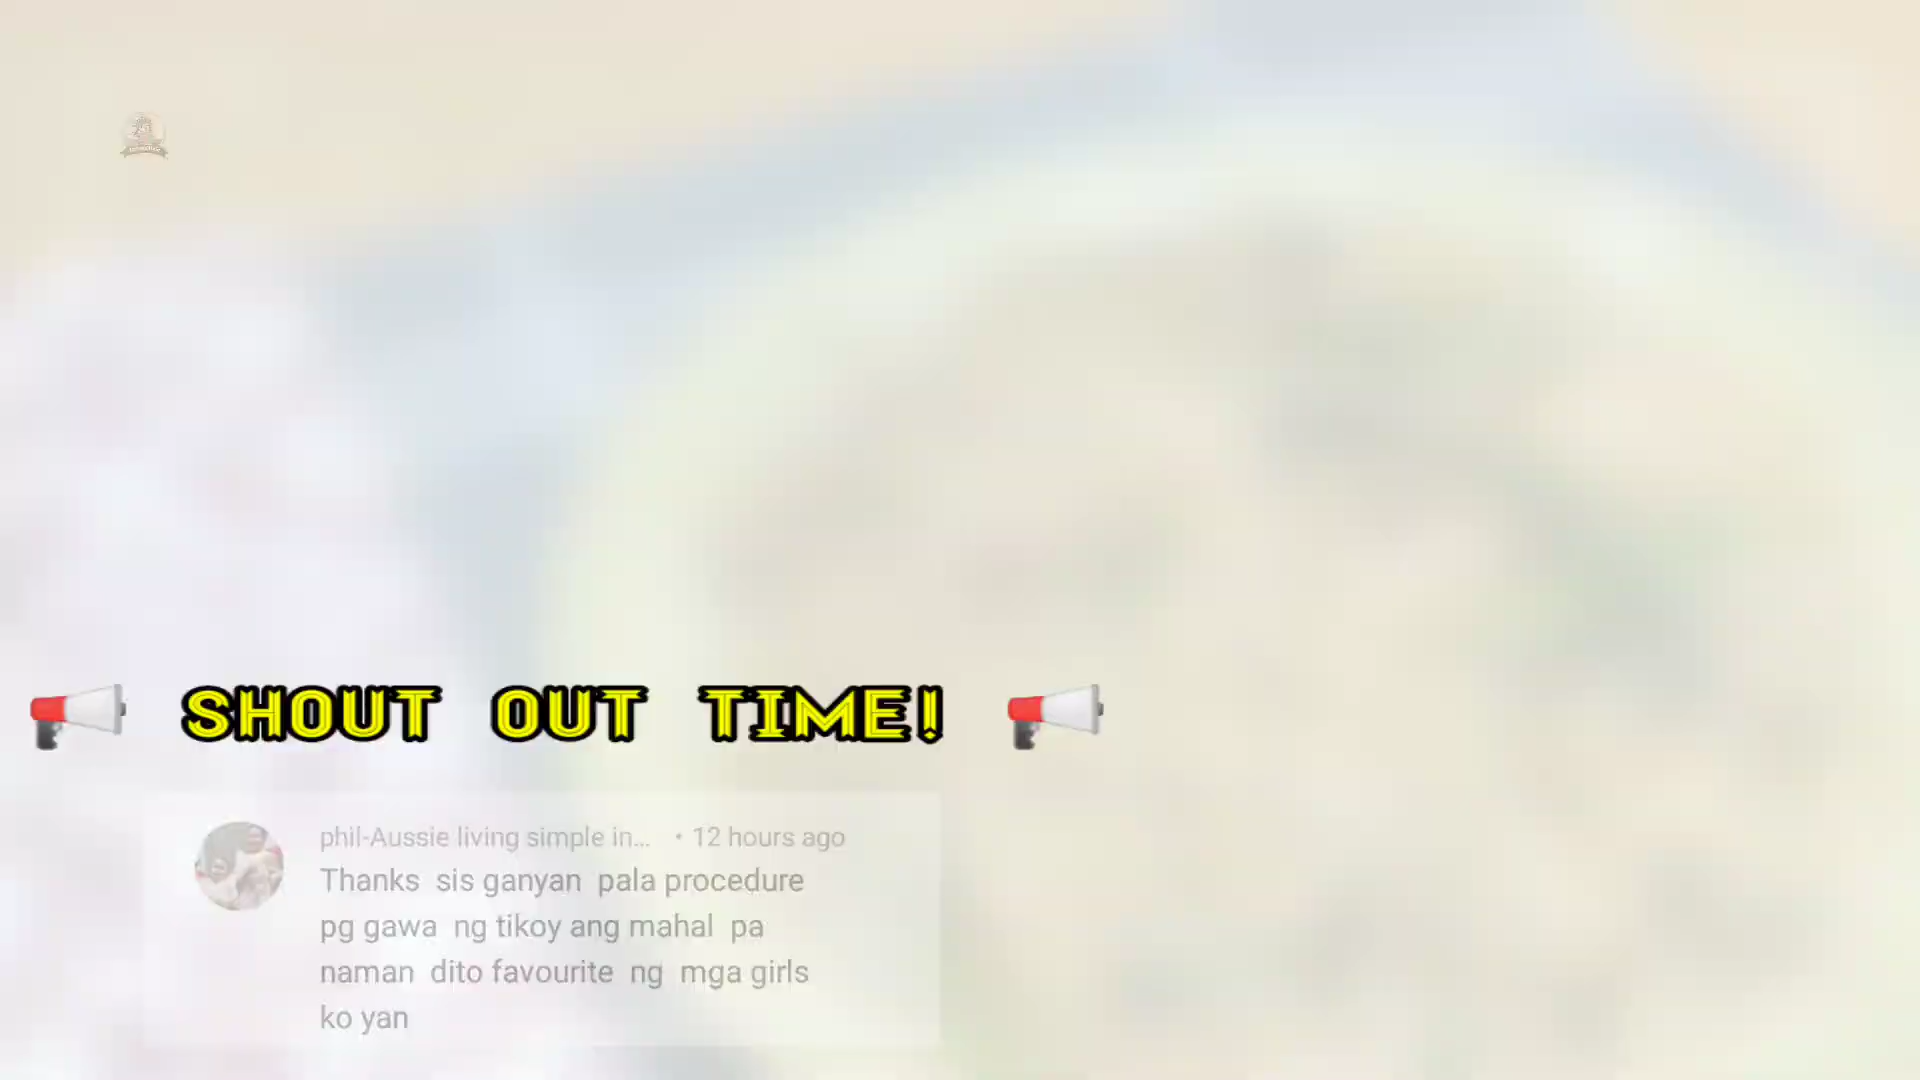 SHOUT OUT TIME!
phil-Aussie living simple in... • 12 hours ago
Thanks sis ganyan pala procedure
pg gawa ng tikoy ang mahal pa
naman dito favourite ng mga girls
ko yan